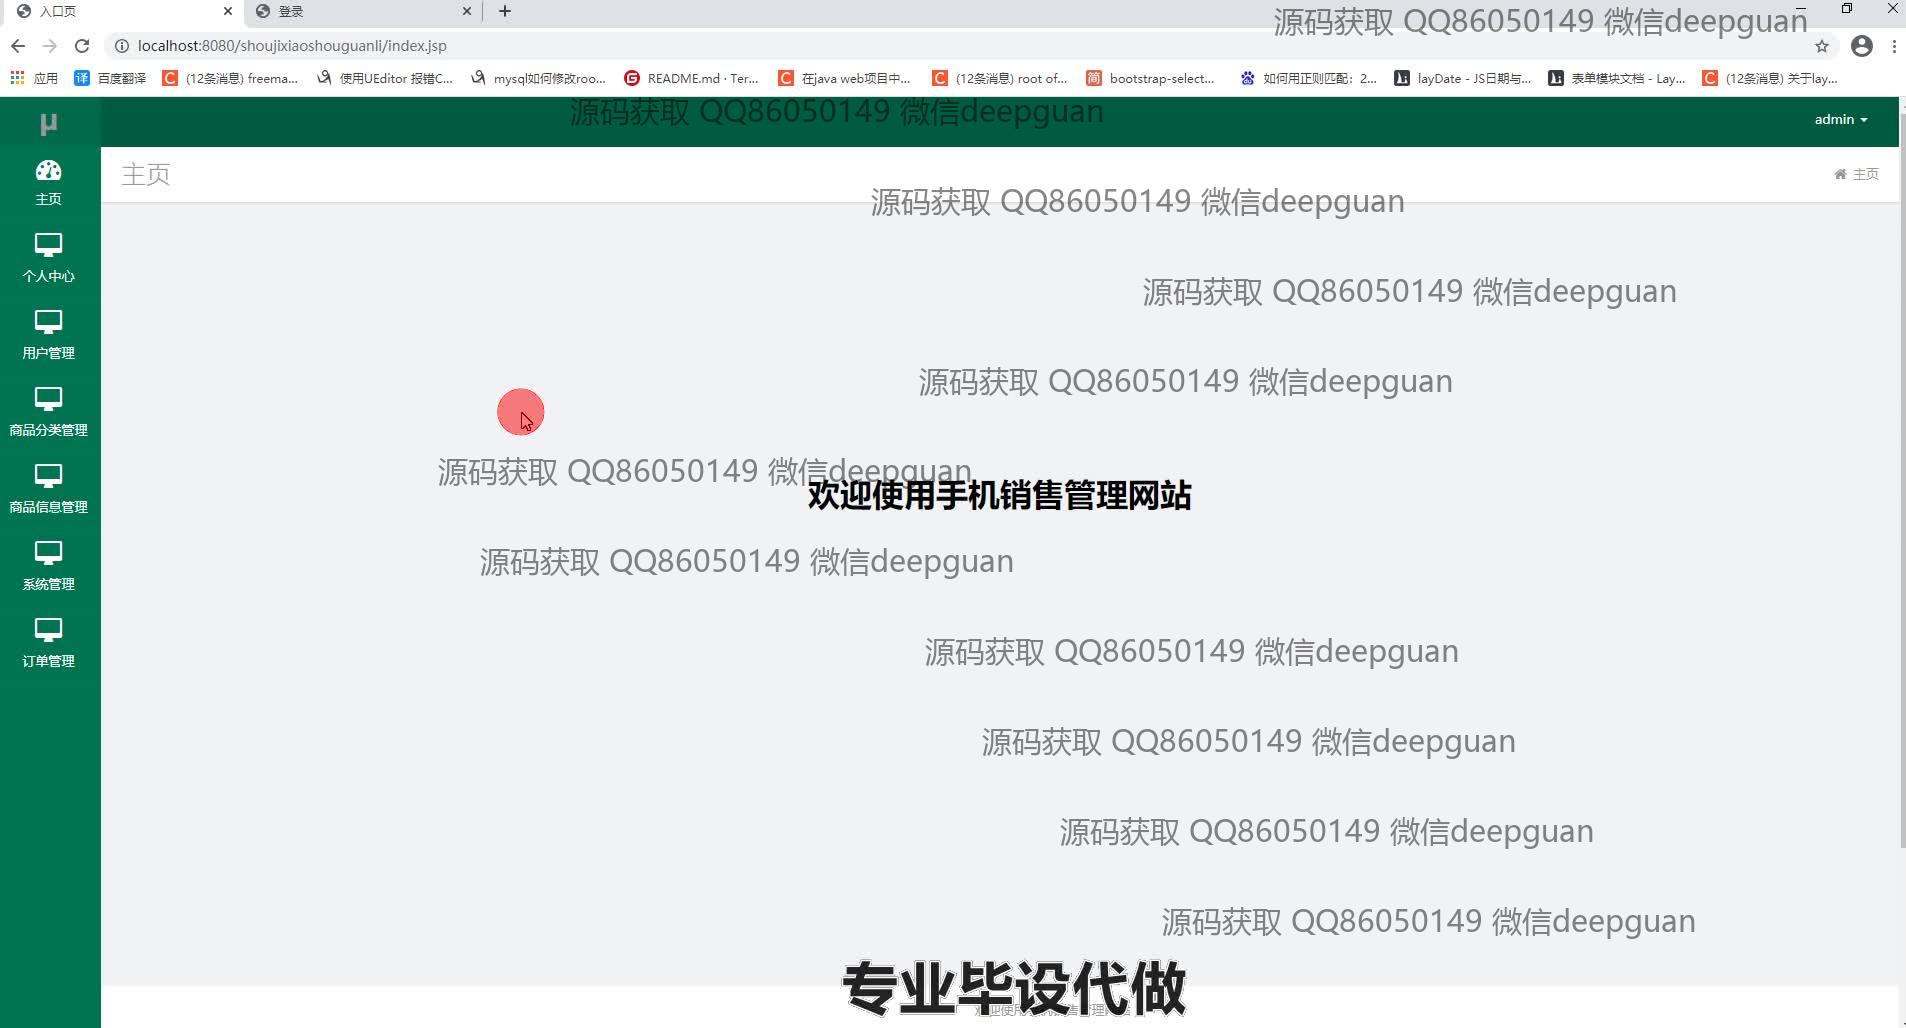 入口页
登录
源码获取 QQ86050149 微信deepguan
localhost:8080/shoujixiaoshouguanli/index.jsp
应用
百度翻译
(12条消息) freema...
使用UEditor 报错C...
mysql如何修改roo...
README.md · Ter...
在java web项目中...
(12条消息) root of...
bootstrap-select...
如何用正则匹配：2...
layDate - JS日期与...
表单模块文档 - Lay...
(12条消息) 关于lay...
源码获取 QQ86050149 微信deepguan
μ
admin
主页
主页
主页
源码获取 QQ86050149 微信deepguan
个人中心
源码获取 QQ86050149 微信deepguan
用户管理
源码获取 QQ86050149 微信deepguan
商品分类管理
源码获取 QQ86050149 微信deepguan
欢迎使用手机销售管理网站
商品信息管理
源码获取 QQ86050149 微信deepguan
系统管理
源码获取 QQ86050149 微信deepguan
订单管理
源码获取 QQ86050149 微信deepguan
源码获取 QQ86050149 微信deepguan
源码获取 QQ86050149 微信deepguan
专业毕设代做